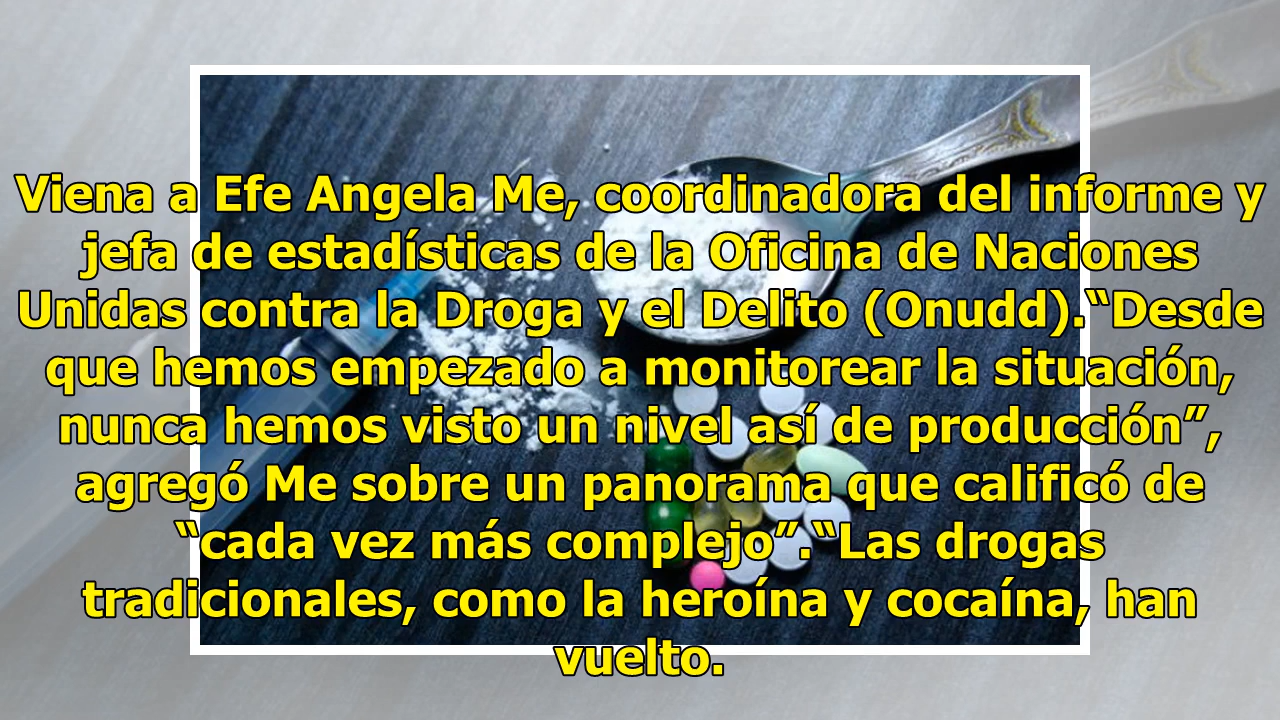 Viena a Efe Angela Me, coordinadora del informe y
jefa de estadísticas de la Oficina de Naciones
Unidas contra la Droga y el Delito (Onudd).“Desde
que hemos empezado a monitorear la situación,
nunca hemos visto un nivel así de producción”,
agregó Me sobre un panorama que calificó de
“cada vez más complejo”.“Las drogas
tradicionales, como la heroína y cocaína, han
vuelto.